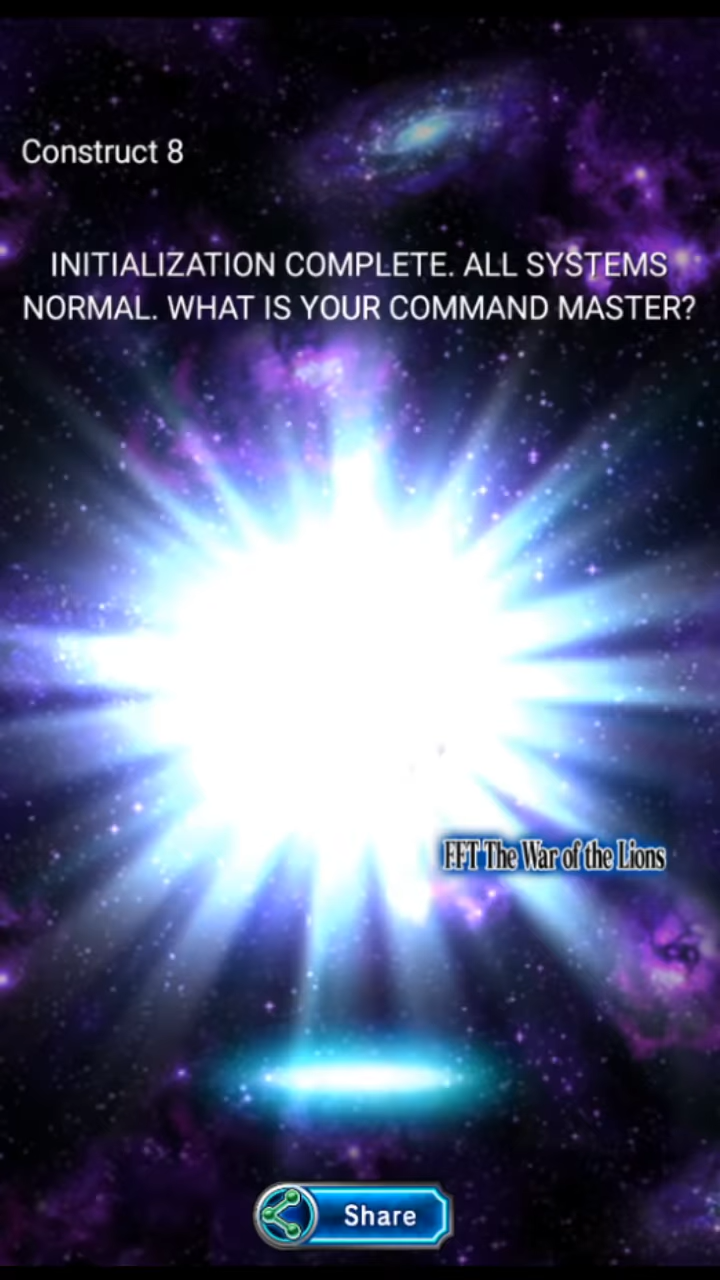 Construct 8
INITIALIZATION COMPLETE. ALL SYSTEMS
NORMAL. WHAT IS YOUR COMMAND MASTER?
FFT The War of the Lions
Share